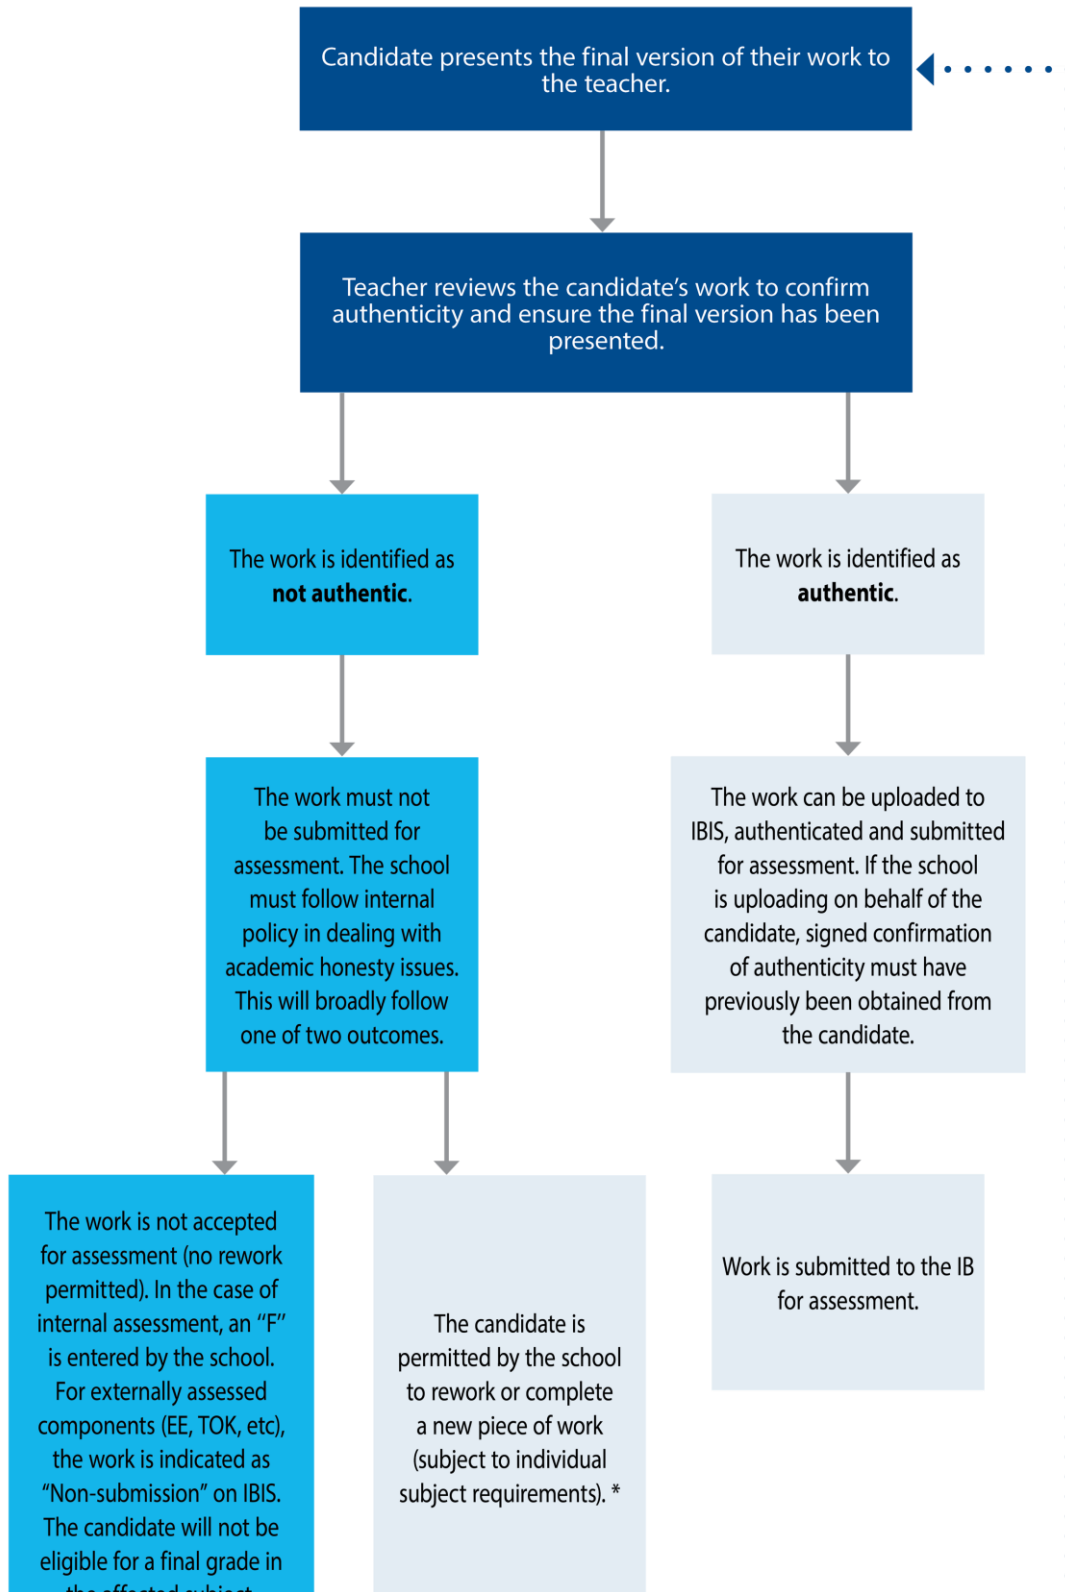 Candidate presents the final version of their work to
the teacher.
Teacher reviews the candidate’s work to confirm
authenticity and ensure the final version has been
presented.
The work is identified as
not authentic.
The work is identified as
authentic.
The work must not
be submitted for
assessment. The school
must follow internal
policy in dealing with
academic honesty issues.
This will broadly follow
one of two outcomes.
The work can be uploaded to
IBIS, authenticated and submitted
for assessment. If the school
is uploading on behalf of the
candidate, signed confirmation
of authenticity must have
previously been obtained from
the candidate.
The work is not accepted
for assessment (no rework
permitted). In the case of
internal assessment, an “F”
is entered by the school.
For externally assessed
components (EE, TOK, etc),
the work is indicated as
“Non-submission” on IBIS.
The candidate will not be
eligible for a final grade in
the affected subject.
The candidate is
permitted by the school
to rework or complete
a new piece of work
(subject to individual
subject requirements). *
Work is submitted to the IB
for assessment.